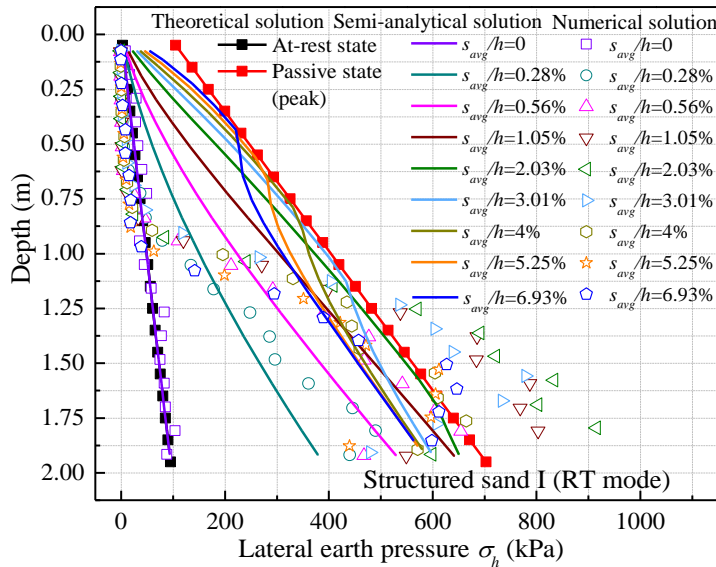 Theoretical solution Semi-analytical solution Numerical solution
At-rest state
Passive state
(peak)
s_avg/h=0
s_avg/h=0.28%
s_avg/h=0.56%
s_avg/h=1.05%
s_avg/h=2.03%
s_avg/h=3.01%
s_avg/h=4%
s_avg/h=5.25%
s_avg/h=6.93%
s_avg/h=0
s_avg/h=0.28%
s_avg/h=0.56%
s_avg/h=1.05%
s_avg/h=2.03%
s_avg/h=3.01%
s_avg/h=4%
s_avg/h=5.25%
s_avg/h=6.93%
0.00
0.25
0.50
0.75
1.00
1.25
1.50
1.75
2.00
Depth (m)
Structured sand I (RT mode)
0 200 400 600 800 1000
Lateral earth pressure σ_h (kPa)